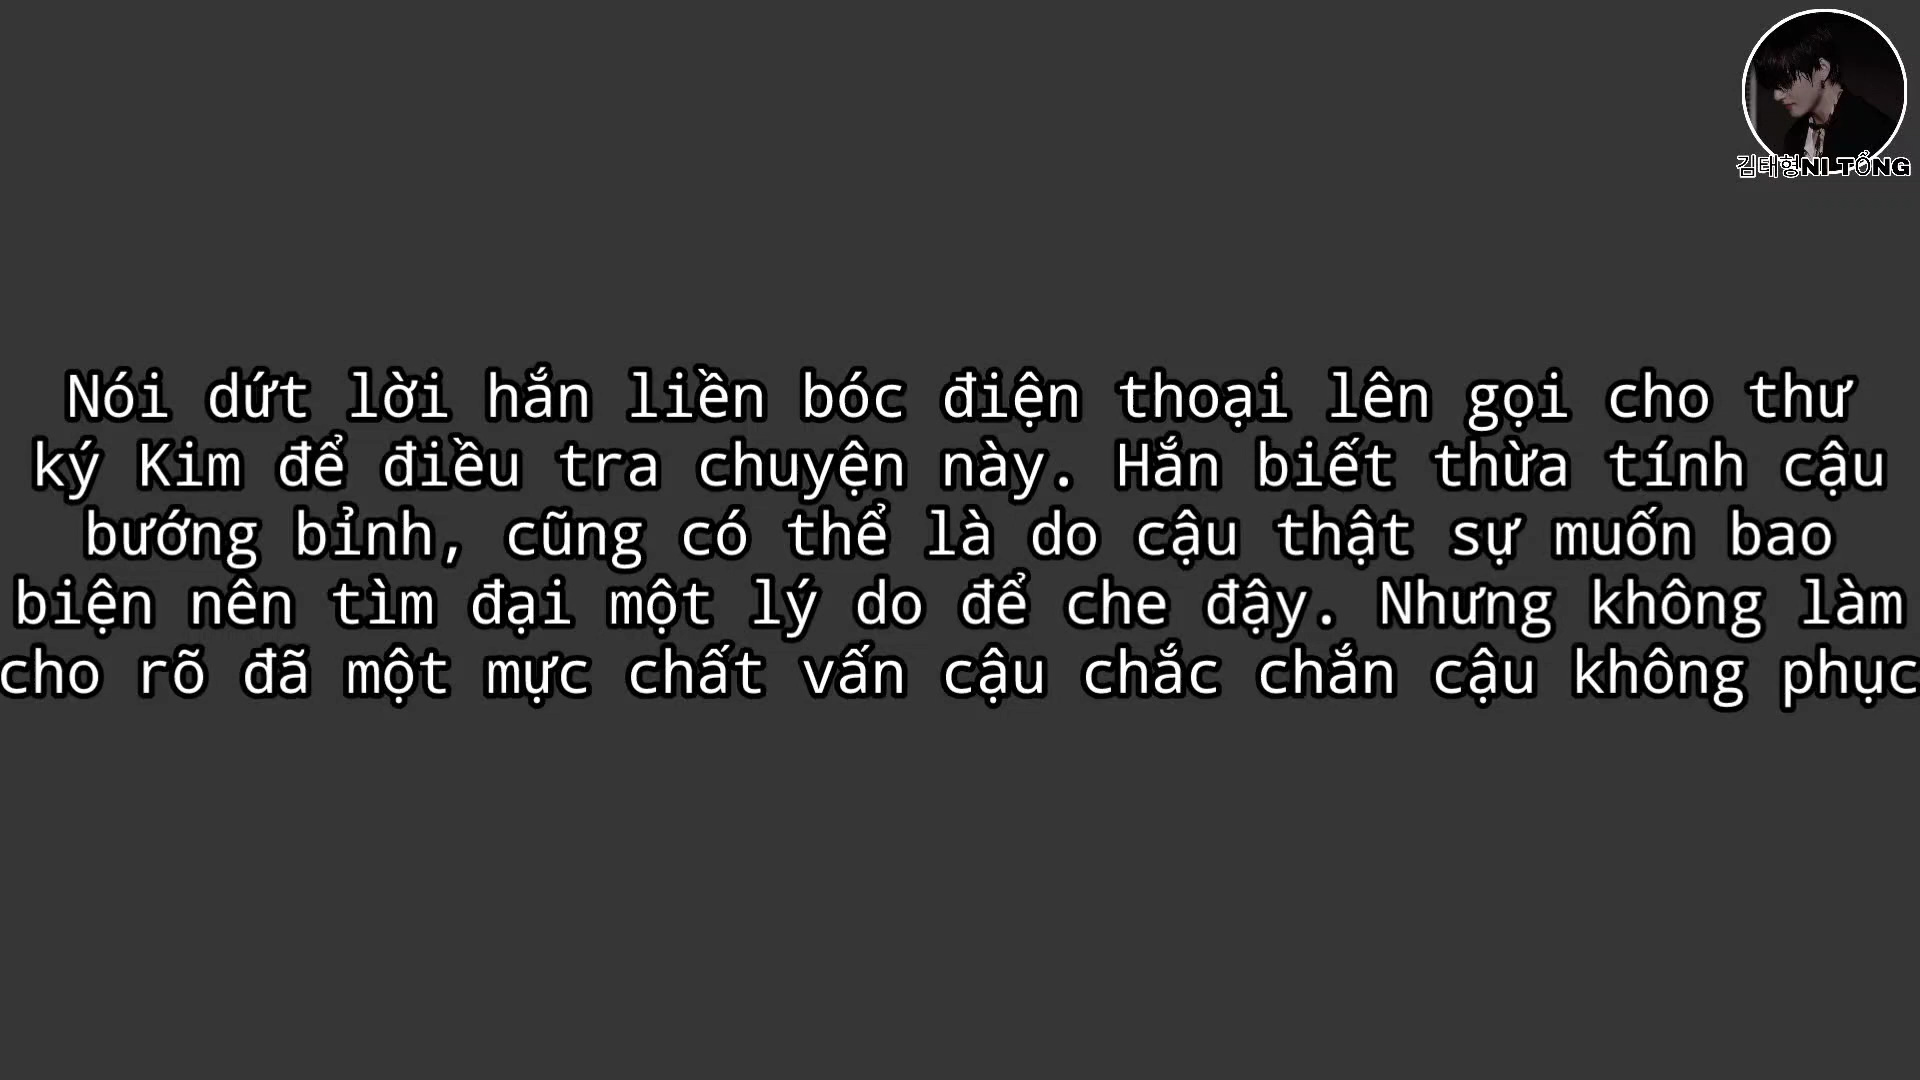 김태형NI TỔNG
Nói dứt lời hắn liền bóc điện thoại lên gọi cho thư
ký Kim để điều tra chuyện này. Hắn biết thừa tính cậu
bướng bỉnh, cũng có thể là do cậu thật sự muốn bao
biện nên tìm đại một lý do để che đậy. Nhưng không làm
cho rõ đã một mực chất vấn cậu chắc chắn cậu không phục